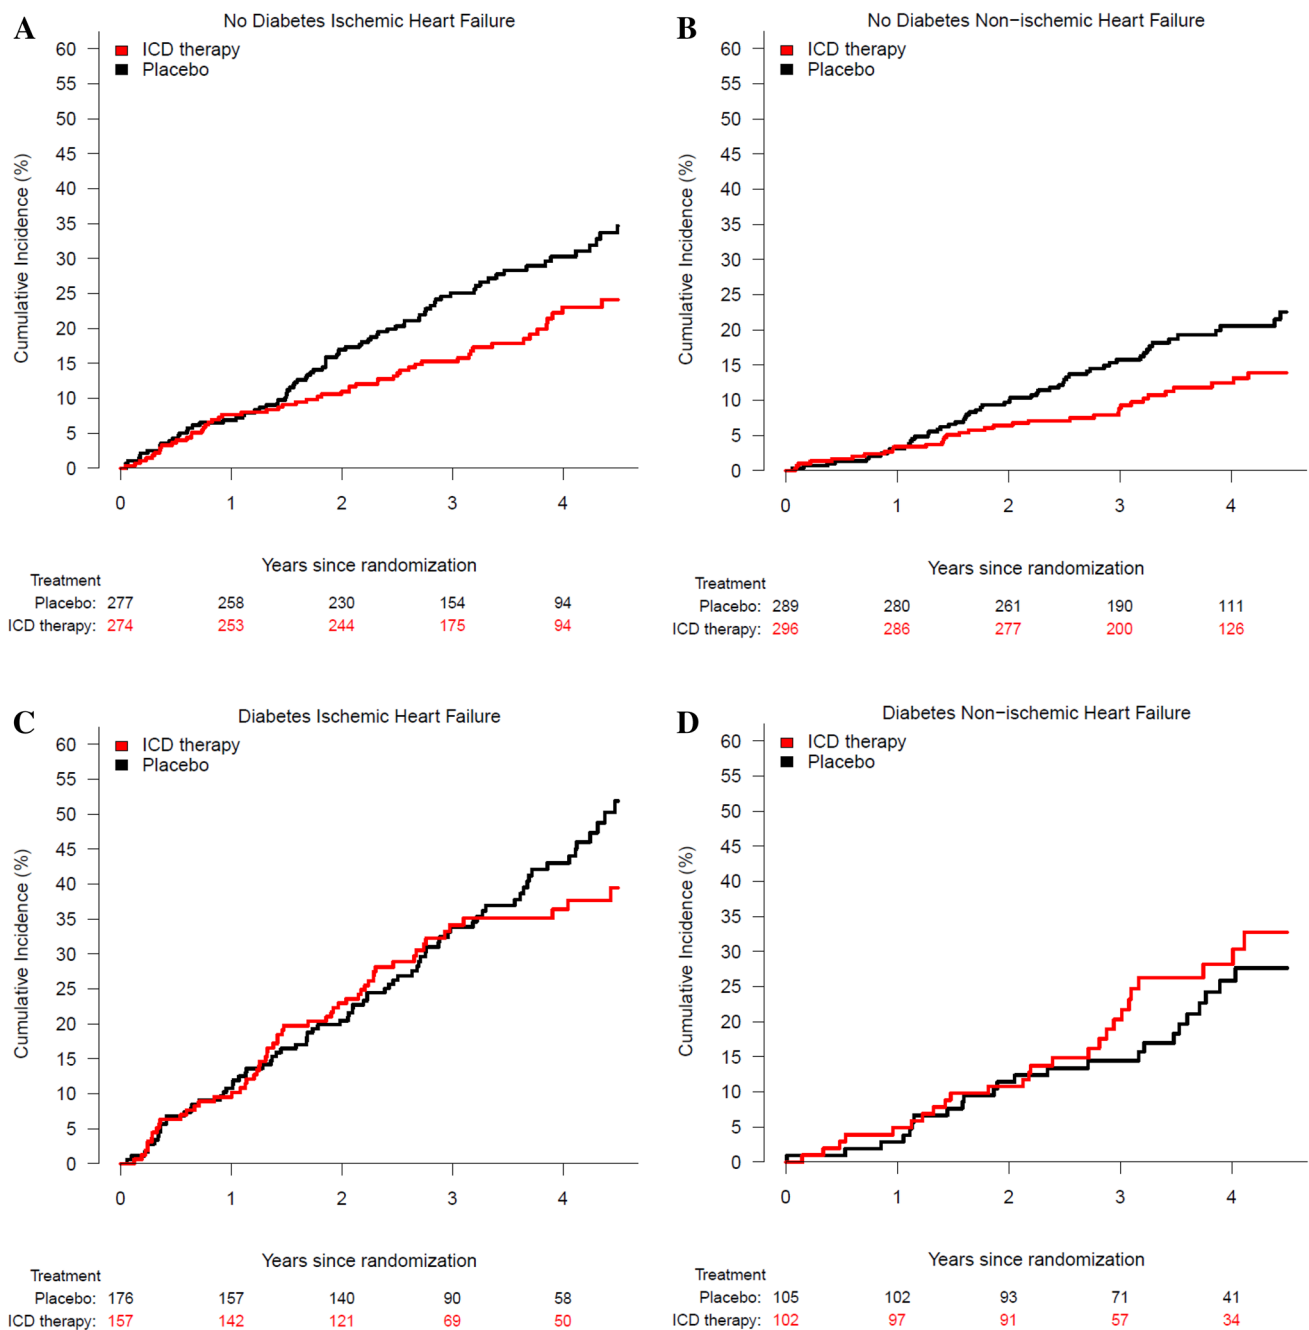 A
No Diabetes Ischemic Heart Failure
ICD therapy
Placebo
Cumulative Incidence (%)
60
55
50
45
40
35
30
25
20
15
10
5
0
0 1 2 3 4
Years since randomization
Treatment
Placebo: 277 258 230 154 94
ICD therapy: 274 253 244 175 94
B
No Diabetes Non−ischemic Heart Failure
ICD therapy
Placebo
Cumulative Incidence (%)
60
55
50
45
40
35
30
25
20
15
10
5
0
0 1 2 3 4
Years since randomization
Treatment
Placebo: 289 280 261 190 111
ICD therapy: 296 286 277 200 126
C
Diabetes Ischemic Heart Failure
ICD therapy
Placebo
Cumulative Incidence (%)
60
55
50
45
40
35
30
25
20
15
10
5
0
0 1 2 3 4
Years since randomization
Treatment
Placebo: 176 157 140 90 58
ICD therapy: 157 142 121 69 50
D
Diabetes Non−ischemic Heart Failure
ICD therapy
Placebo
Cumulative Incidence (%)
60
55
50
45
40
35
30
25
20
15
10
5
0
0 1 2 3 4
Years since randomization
Treatment
Placebo: 105 102 93 71 41
ICD therapy: 102 97 91 57 34